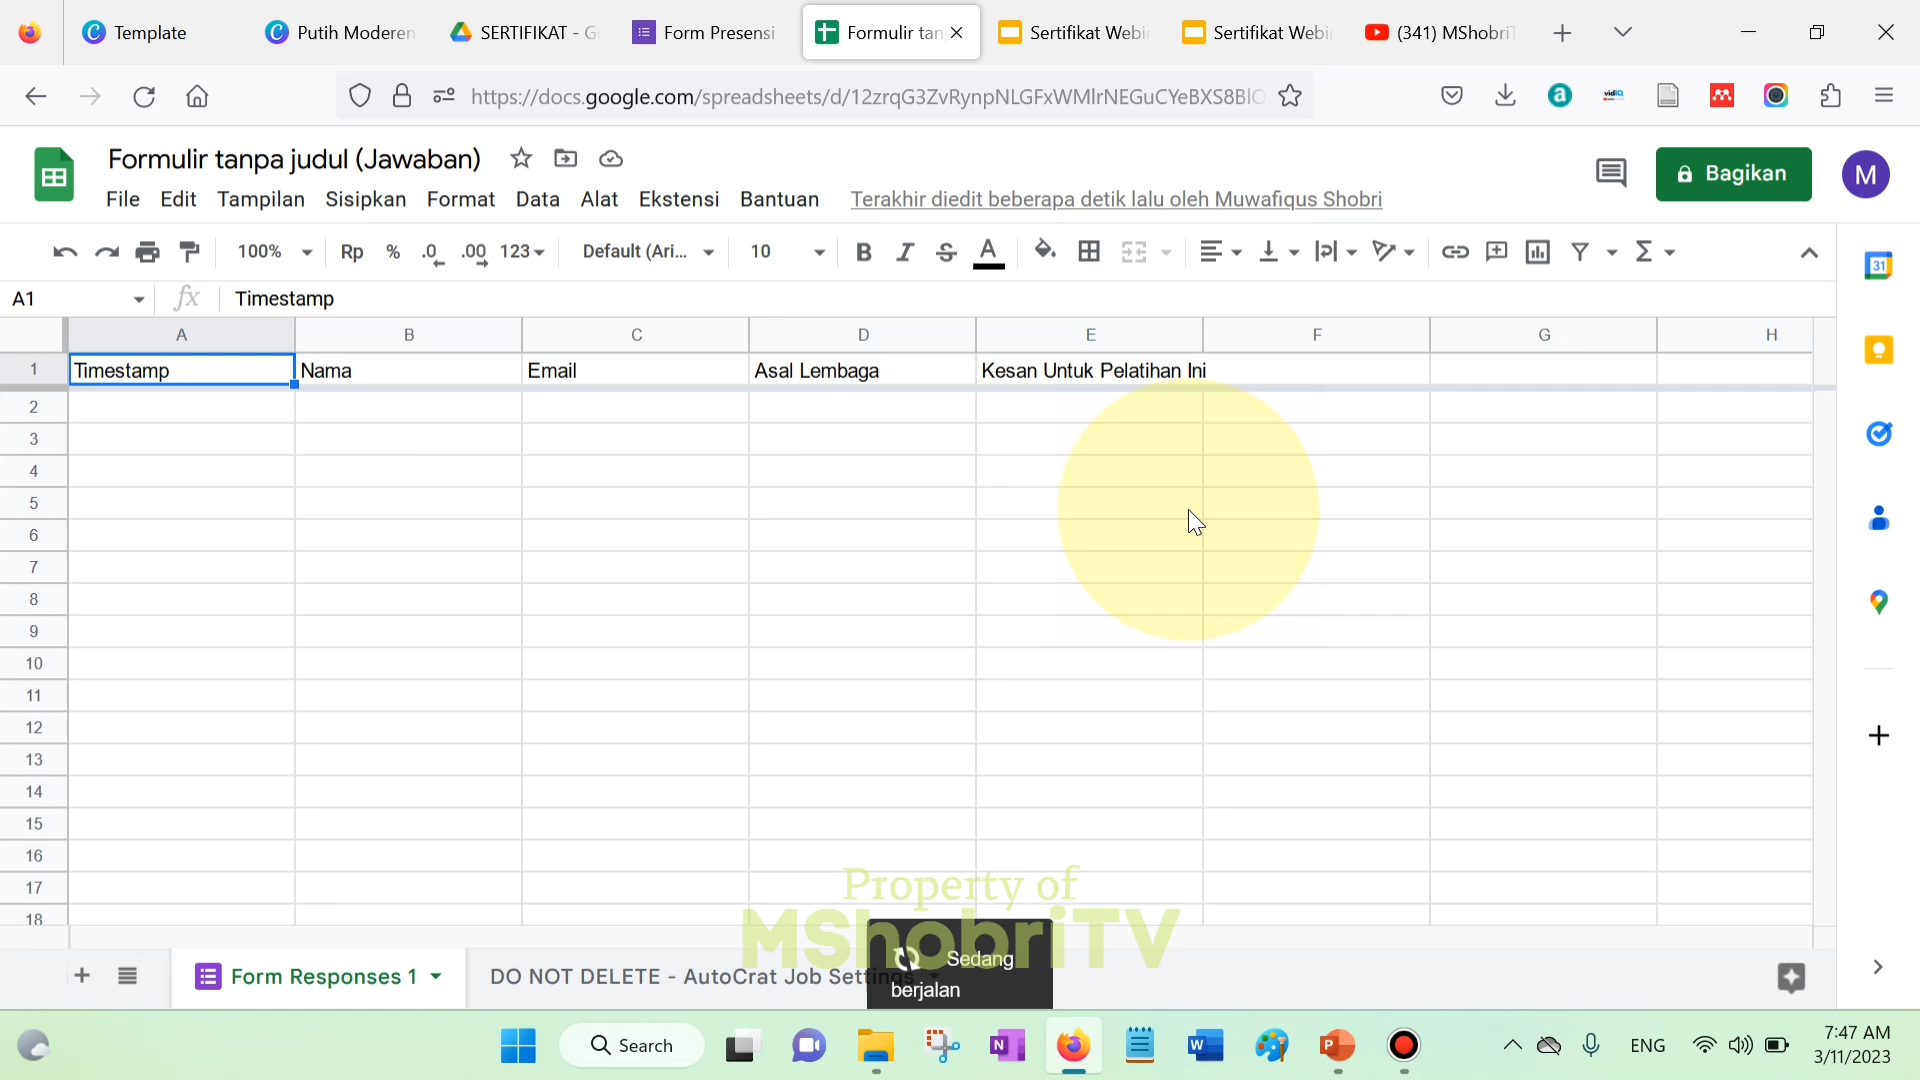 Template
Putih Moderen
SERTIFIKAT - G
Form Presensi
Formulir tan
Sertifikat Webi
Sertifikat Webi
(341) MShobriT
https://docs.google.com/spreadsheets/d/12zrqG3ZvRynpNLGFxWMlrNEGuCYeBXS8BlO
Formulir tanpa judul (Jawaban)
Bagikan
M
File Edit Tampilan Sisipkan Format Data Alat Ekstensi Bantuan Terakhir diedit beberapa detik lalu oleh Muwafiqus Shobri
100% Rp % .0 .00 123 Default (Ari... 10 B I S A
31
A1 fx Timestamp
A B C D E F G H
1 Timestamp Nama Email Asal Lembaga Kesan Untuk Pelatihan Ini
2
3
4
5
6
7
8
9
10
11
12
13
14
15
16
17
18
Property of
MShobriTV
Sedang
berjalan
Form Responses 1
DO NOT DELETE - AutoCrat Job Settings
Search
ENG
7:47 AM
3/11/2023